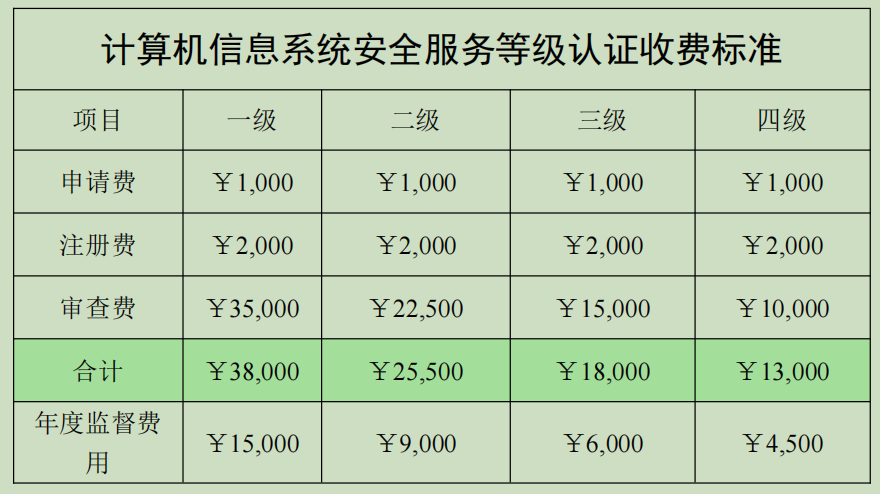 计算机信息系统安全服务等级认证收费标准
项目 一级 二级 三级 四级
申请费 ￥1,000 ￥1,000 ￥1,000 ￥1,000
注册费 ￥2,000 ￥2,000 ￥2,000 ￥2,000
审查费 ￥35,000 ￥22,500 ￥15,000 ￥10,000
合计 ￥38,000 ￥25,500 ￥18,000 ￥13,000
年度监督费
用 ￥15,000 ￥9,000 ￥6,000 ￥4,500